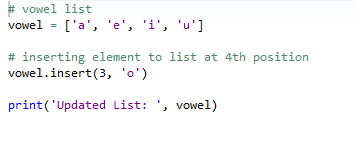 # vowel list
vowel = ['a', 'e', 'i', 'u']
# inserting element to list at 4th position
vowel.insert(3, 'o')
print('Updated List: ', vowel)